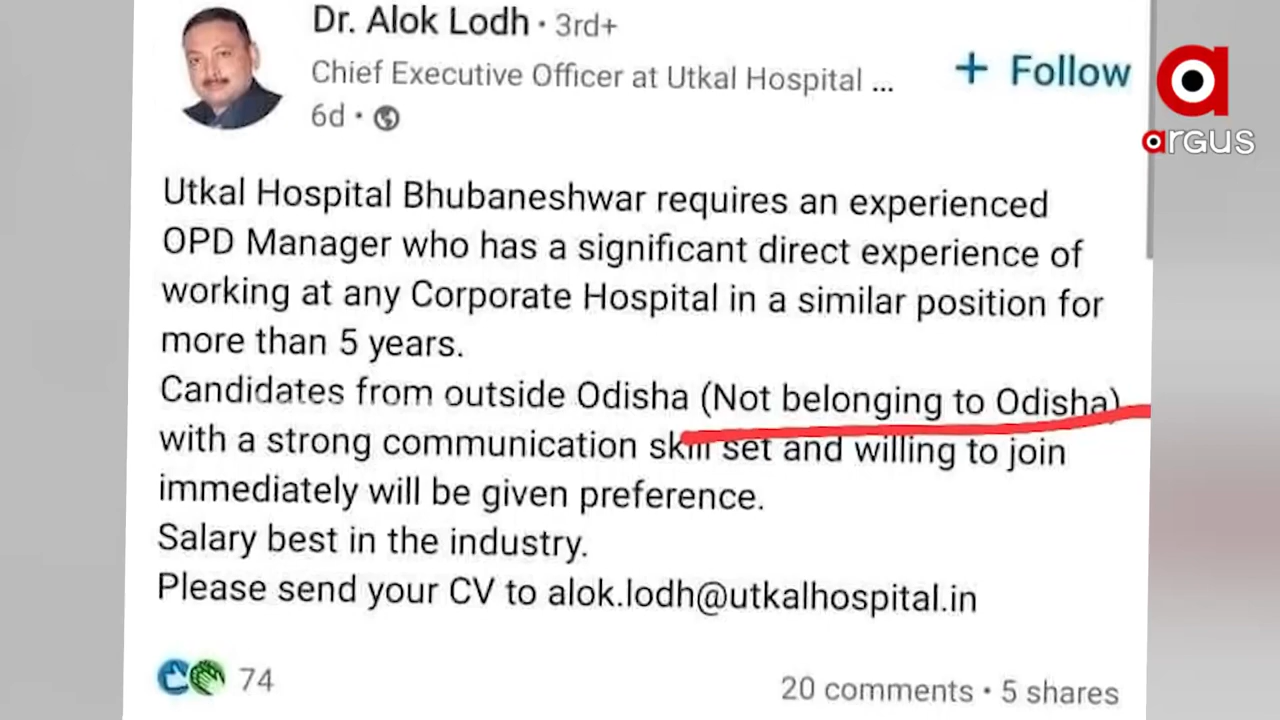 Dr. Alok Lodh · 3rd+
Chief Executive Officer at Utkal Hospital ...
+ Follow
6d ·
argus
Utkal Hospital Bhubaneshwar requires an experienced
OPD Manager who has a significant direct experience of
working at any Corporate Hospital in a similar position for
more than 5 years.
Candidates from outside Odisha (Not belonging to Odisha)
with a strong communication skill set and willing to join
immediately will be given preference.
Salary best in the industry.
Please send your CV to alok.lodh@utkalhospital.in
74
20 comments · 5 shares